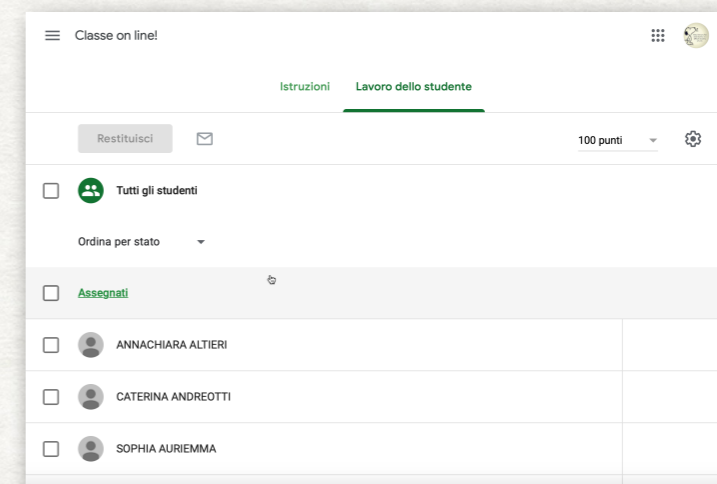 Classe on line!
Istruzioni Lavoro dello studente
Restituisci 100 punti
Tutti gli studenti
Ordina per stato
Assegnati
ANNACHIARA ALTIERI
CATERINA ANDREOTTI
SOPHIA AURIEMMA